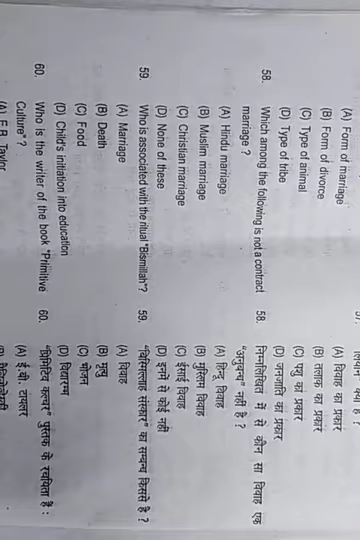 (A) Form of marriage
(B) Form of divorce
(C) Type of animal
(D) Type of tribe
58. Which among the following is not a contract
marriage ?
(A) Hindu marriage
(B) Muslim marriage
(C) Christian marriage
(D) None of these
59. Who is associated with the ritual "Bismillah"?
(A) Marriage
(B) Death
(C) Food
(D) Child's initiation into education
60. Who is the writer of the book "Primitive
Culture" ?
(A) E.B. Taylor
क्या है ?
(A) विवाह का प्रकार
(B) तलाक का प्रकार
(C) पशु का प्रकार
(D) जनजाति का प्रकार
58. निम्नलिखित में से कौन सा विवाह एक
"अनुबन्ध" नहीं है ?
(A) हिन्दू विवाह
(B) मुस्लिम विवाह
(C) ईसाई विवाह
(D) इनमें से कोई नहीं
59. "बिस्मिल्लाह संस्कार" का सम्बन्ध किससे है ?
(A) विवाह
(B) मृत्यु
(C) भोजन
(D) विद्यारम्भ
60. "प्रिमिटिव कल्चर" पुस्तक के रचयिता हैं :
(A) ई.बी. टायलर